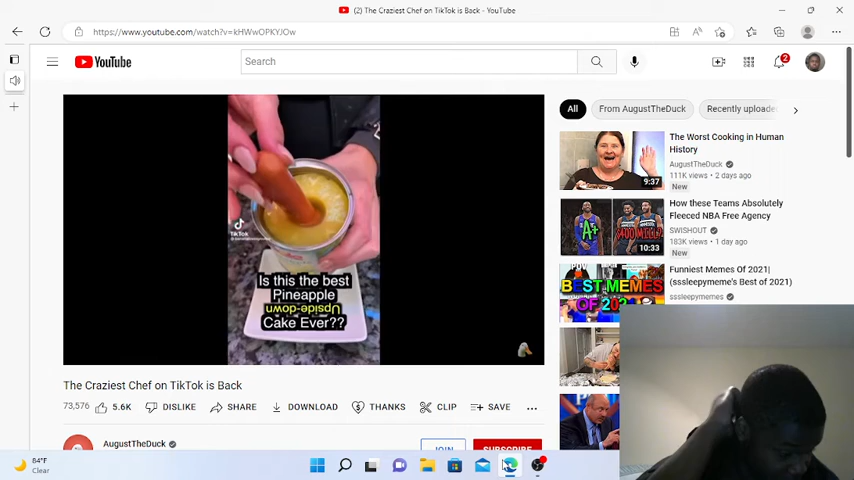 (2) The Craziest Chef on TikTok is Back - YouTube
https://www.youtube.com/watch?v=kHWwOPKYJOw
YouTube
Search
2
TikTok
Is this the best
Pineapple
Upside-down
Cake Ever??
The Craziest Chef on TikTok is Back
73,576
5.6K
DISLIKE
SHARE
DOWNLOAD
THANKS
CLIP
SAVE
AugustTheDuck
JOIN
SUBSCRIBE
All
From AugustTheDuck
Recently uploade
The Worst Cooking in Human
History
AugustTheDuck
111K views • 2 days ago
New
9:37
How these Teams Absolutely
Fleeced NBA Free Agency
SWISHOUT
183K views • 1 day ago
New
A+
10:33
Funniest Memes Of 2021|
(sssleepymeme's Best of 2021)
sssleepymemes
BEST MEMES
OF 202
84°F
Clear